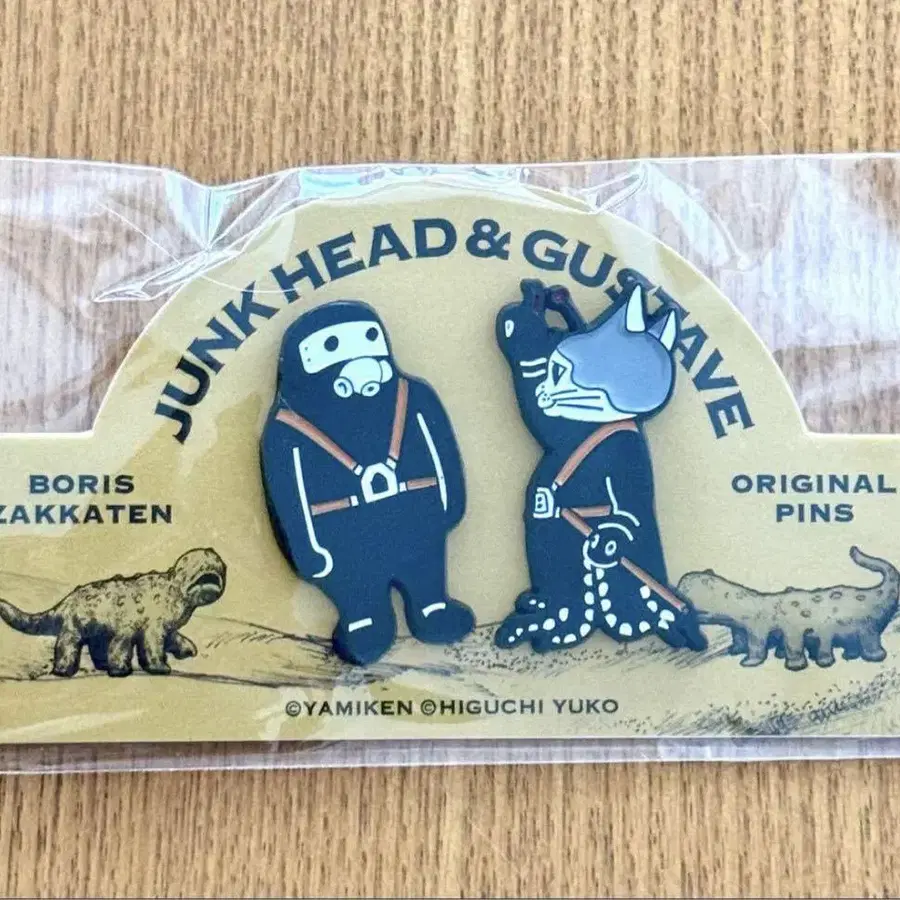 JUNK HEAD & GUSTAVE
BORIS
ZAKKATEN
ORIGINAL
PINS
©YAMIKEN ©HIGUCHI YUKO